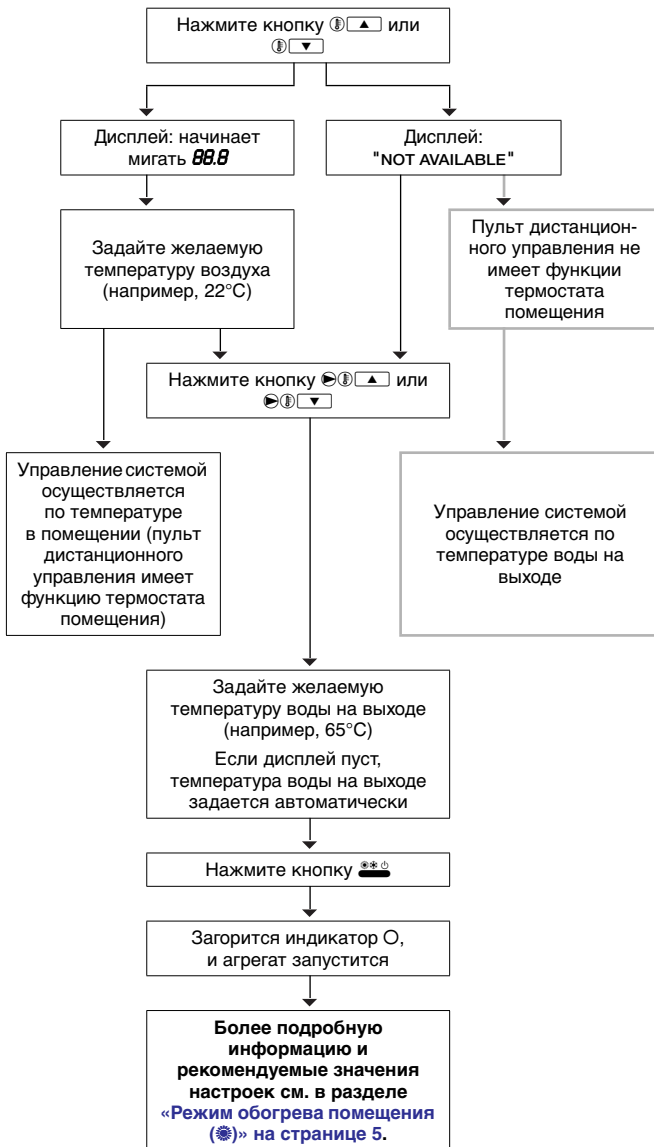 Нажмите кнопку ▲ или
▼
Дисплей: начинает
мигать 88.8
Дисплей:
"NOT AVAILABLE"
Задайте желаемую
температуру воздуха
(например, 22°C)
Пульт дистанцион-
ного управления не
имеет функции
термостата
помещения
Нажмите кнопку ▲ или
▼
Управление системой
осуществляется
по температуре
в помещении (пульт
дистанционного
управления имеет
функцию термостата
помещения)
Управление системой
осуществляется по
температуре воды на
выходе
Задайте желаемую
температуру воды на выходе
(например, 65°C)
Если дисплей пуст,
температура воды на выходе
задается автоматически
Нажмите кнопку
Загорится индикатор ,
и агрегат запустится
Более подробную
информацию и
рекомендуемые значения
настроек см. в разделе
«Режим обогрева помещения
()» на странице 5.